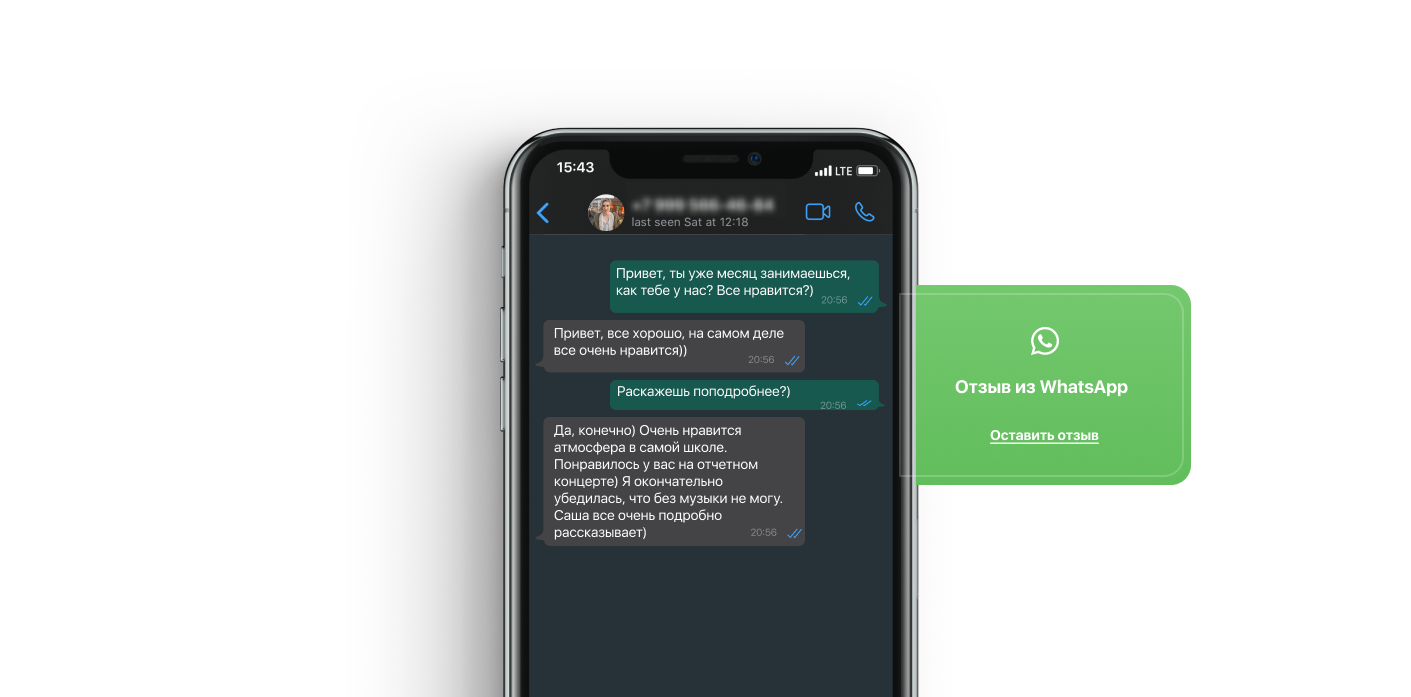 15:43
LTE
last seen Sat at 12:18
Привет, ты уже месяц занимаешься,
как тебе у нас? Все нравится?)
20:56
Привет, все хорошо, на самом деле
все очень нравится))
20:56
Раскажешь поподробнее?)
20:56
Да, конечно) Очень нравится
атмосфера в самой школе.
Понравилось у вас на отчетном
концерте) Я окончательно
убедилась, что без музыки не могу.
Саша все очень подробно
рассказывает)
20:56
Отзыв из WhatsApp
Оставить отзыв